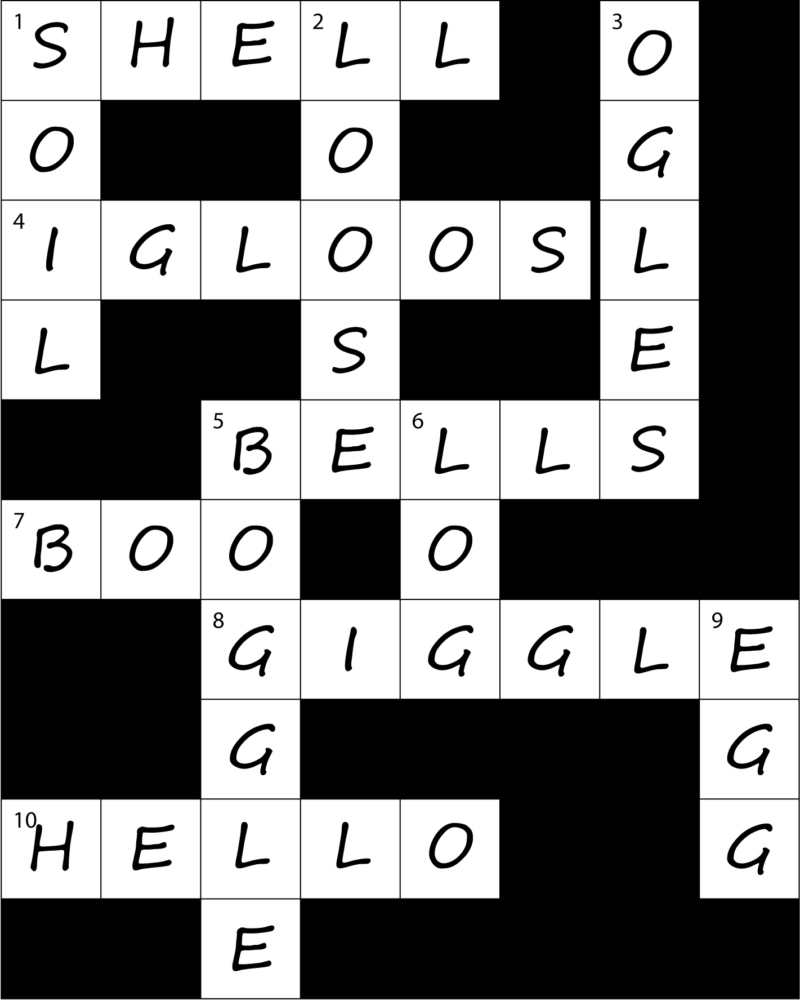 1 S H E 2 L L 3 O
O O G
4 I G L O O S L
L S E
5 B E 6 L L S
7 B O O O
8 G I G G L 9 E
G G
10 H E L L O G
E